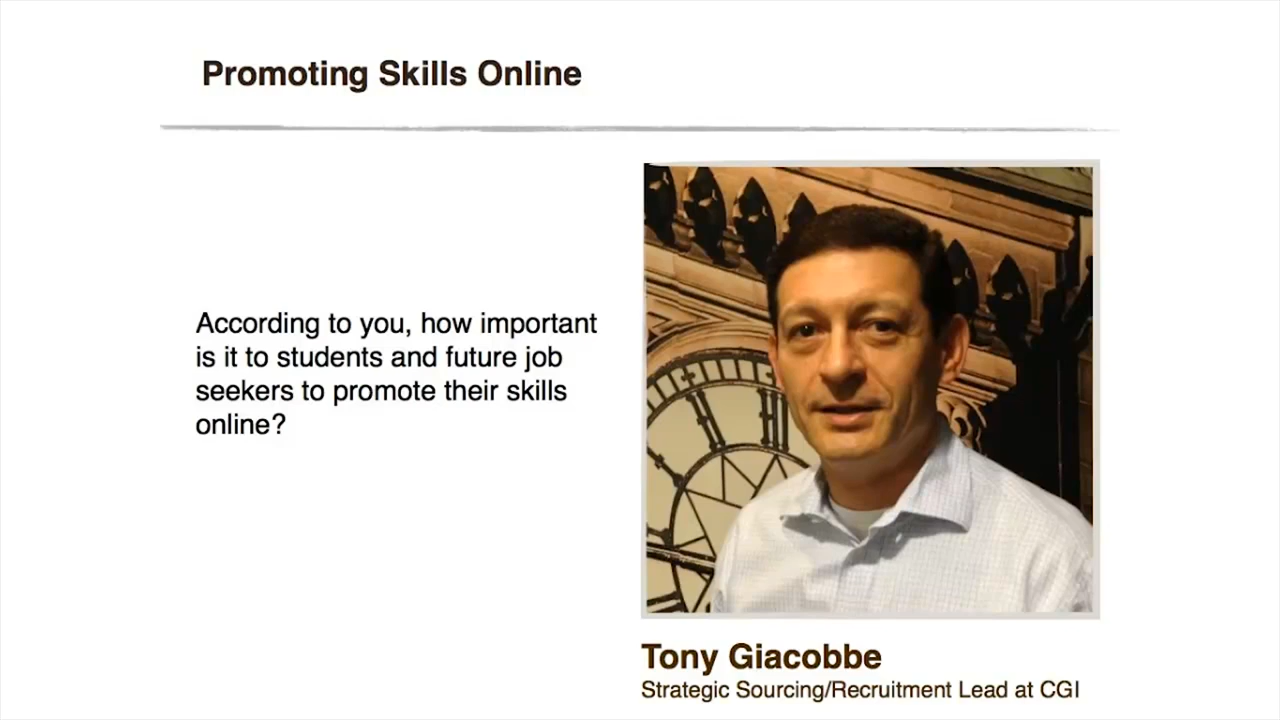 Promoting Skills Online
According to you, how important
is it to students and future job
seekers to promote their skills
online?
Tony Giacobbe
Strategic Sourcing/Recruitment Lead at CGI